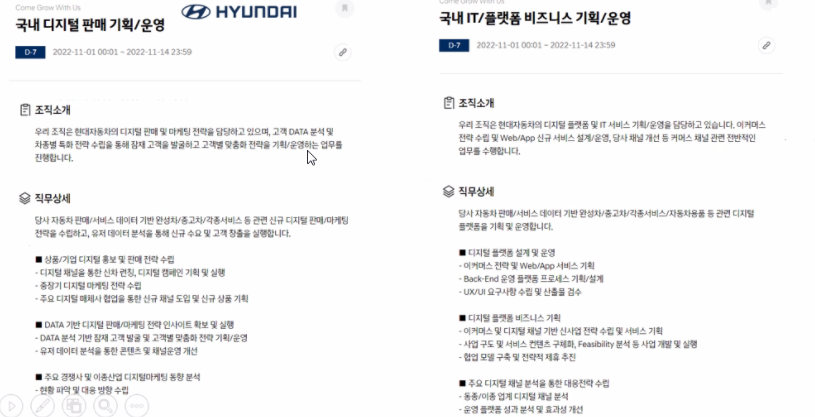 Come Grow With Us
HYUNDAI
국내 디지털 판매 기획/운영
D-7 2022-11-01 00:01 ~ 2022-11-14 23:59
조직소개
우리 조직은 현대자동차의 디지털 판매 및 마케팅 전략을 담당하고 있으며, 고객 DATA 분석 및
차종별 특화 전략 수립을 통해 잠재 고객을 발굴하고 고객별 맞춤화 전략을 기획/운영하는 업무를
진행합니다.
직무상세
당사 자동차 판매/서비스 데이터 기반 완성차/중고차/각종서비스 등 관련 신규 디지털 판매/마케팅
전략을 수립하고, 유저 데이터 분석을 통해 신규 수요 및 고객 창출을 실행합니다.
■ 상품/기업 디지털 홍보 및 판매 전략 수립
- 디지털 채널을 통한 신차 런칭, 디지털 캠페인 기획 및 실행
- 중장기 디지털 마케팅 전략 수립
- 주요 디지털 매체사 협업을 통한 신규 채널 도입 및 신규 상품 기획
■ DATA 기반 디지털 판매/마케팅 전략 인사이트 확보 및 실행
- DATA 분석 기반 잠재 고객 발굴 및 고객별 맞춤화 전략 기획/운영
- 유저 데이터 분석을 통한 콘텐츠 및 채널운영 개선
■ 주요 경쟁사 및 이종산업 디지털마케팅 동향 분석
- 현황 파악 및 대응 방향 수립
Come Grow With Us
국내 IT/플랫폼 비즈니스 기획/운영
D-7 2022-11-01 00:01 ~ 2022-11-14 23:59
조직소개
우리 조직은 현대자동차의 디지털 플랫폼 및 IT 서비스 기획/운영을 담당하고 있습니다. 이커머스
전략 수립 및 Web/App 신규 서비스 설계/운영, 당사 채널 개선 등 커머스 채널 관련 전반적인
업무를 수행합니다.
직무상세
당사 자동차 판매/서비스 데이터 기반 완성차/중고차/각종서비스/자동차용품 등 관련 디지털
플랫폼을 기획 및 운영합니다.
■ 디지털 플랫폼 설계 및 운영
- 이커머스 전략 및 Web/App 서비스 기획
- Back-End 운영 플랫폼 프로세스 기획/설계
- UX/UI 요구사항 수립 및 산출물 검수
■ 디지털 플랫폼 비즈니스 기획
- 이커머스 및 디지털 채널 기반 신사업 전략 수립 및 서비스 기획
- 사업 구도 및 서비스 컨텐츠 구체화, Feasibility 분석 등 사업 개발 및 실행
- 협업 모델 구축 및 전략적 제휴 추진
■ 주요 디지털 채널 분석을 통한 대응전략 수립
- 동종/이종 업계 디지털 채널 분석
- 운영 플랫폼 성과 분석 및 효과성 개선